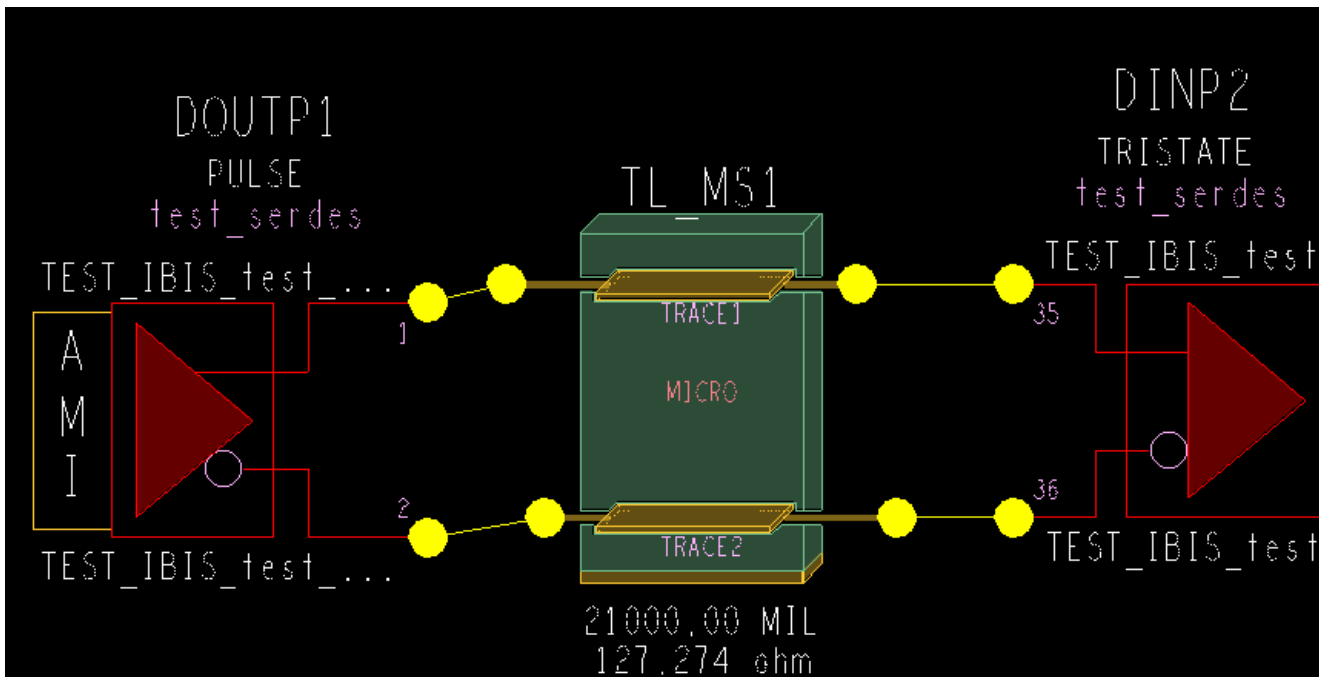 DOUTP1
PULSE
test_serdes
TEST_IBIS_test_...
AMI
1
2
TEST_IBIS_test_...
TL_MS1
TRACE1
MICRO
TRACE2
21000.00 MIL
127.274 ohm
DINP2
TRISTATE
test_serdes
TEST_IBIS_test
35
36
TEST_IBIS_test